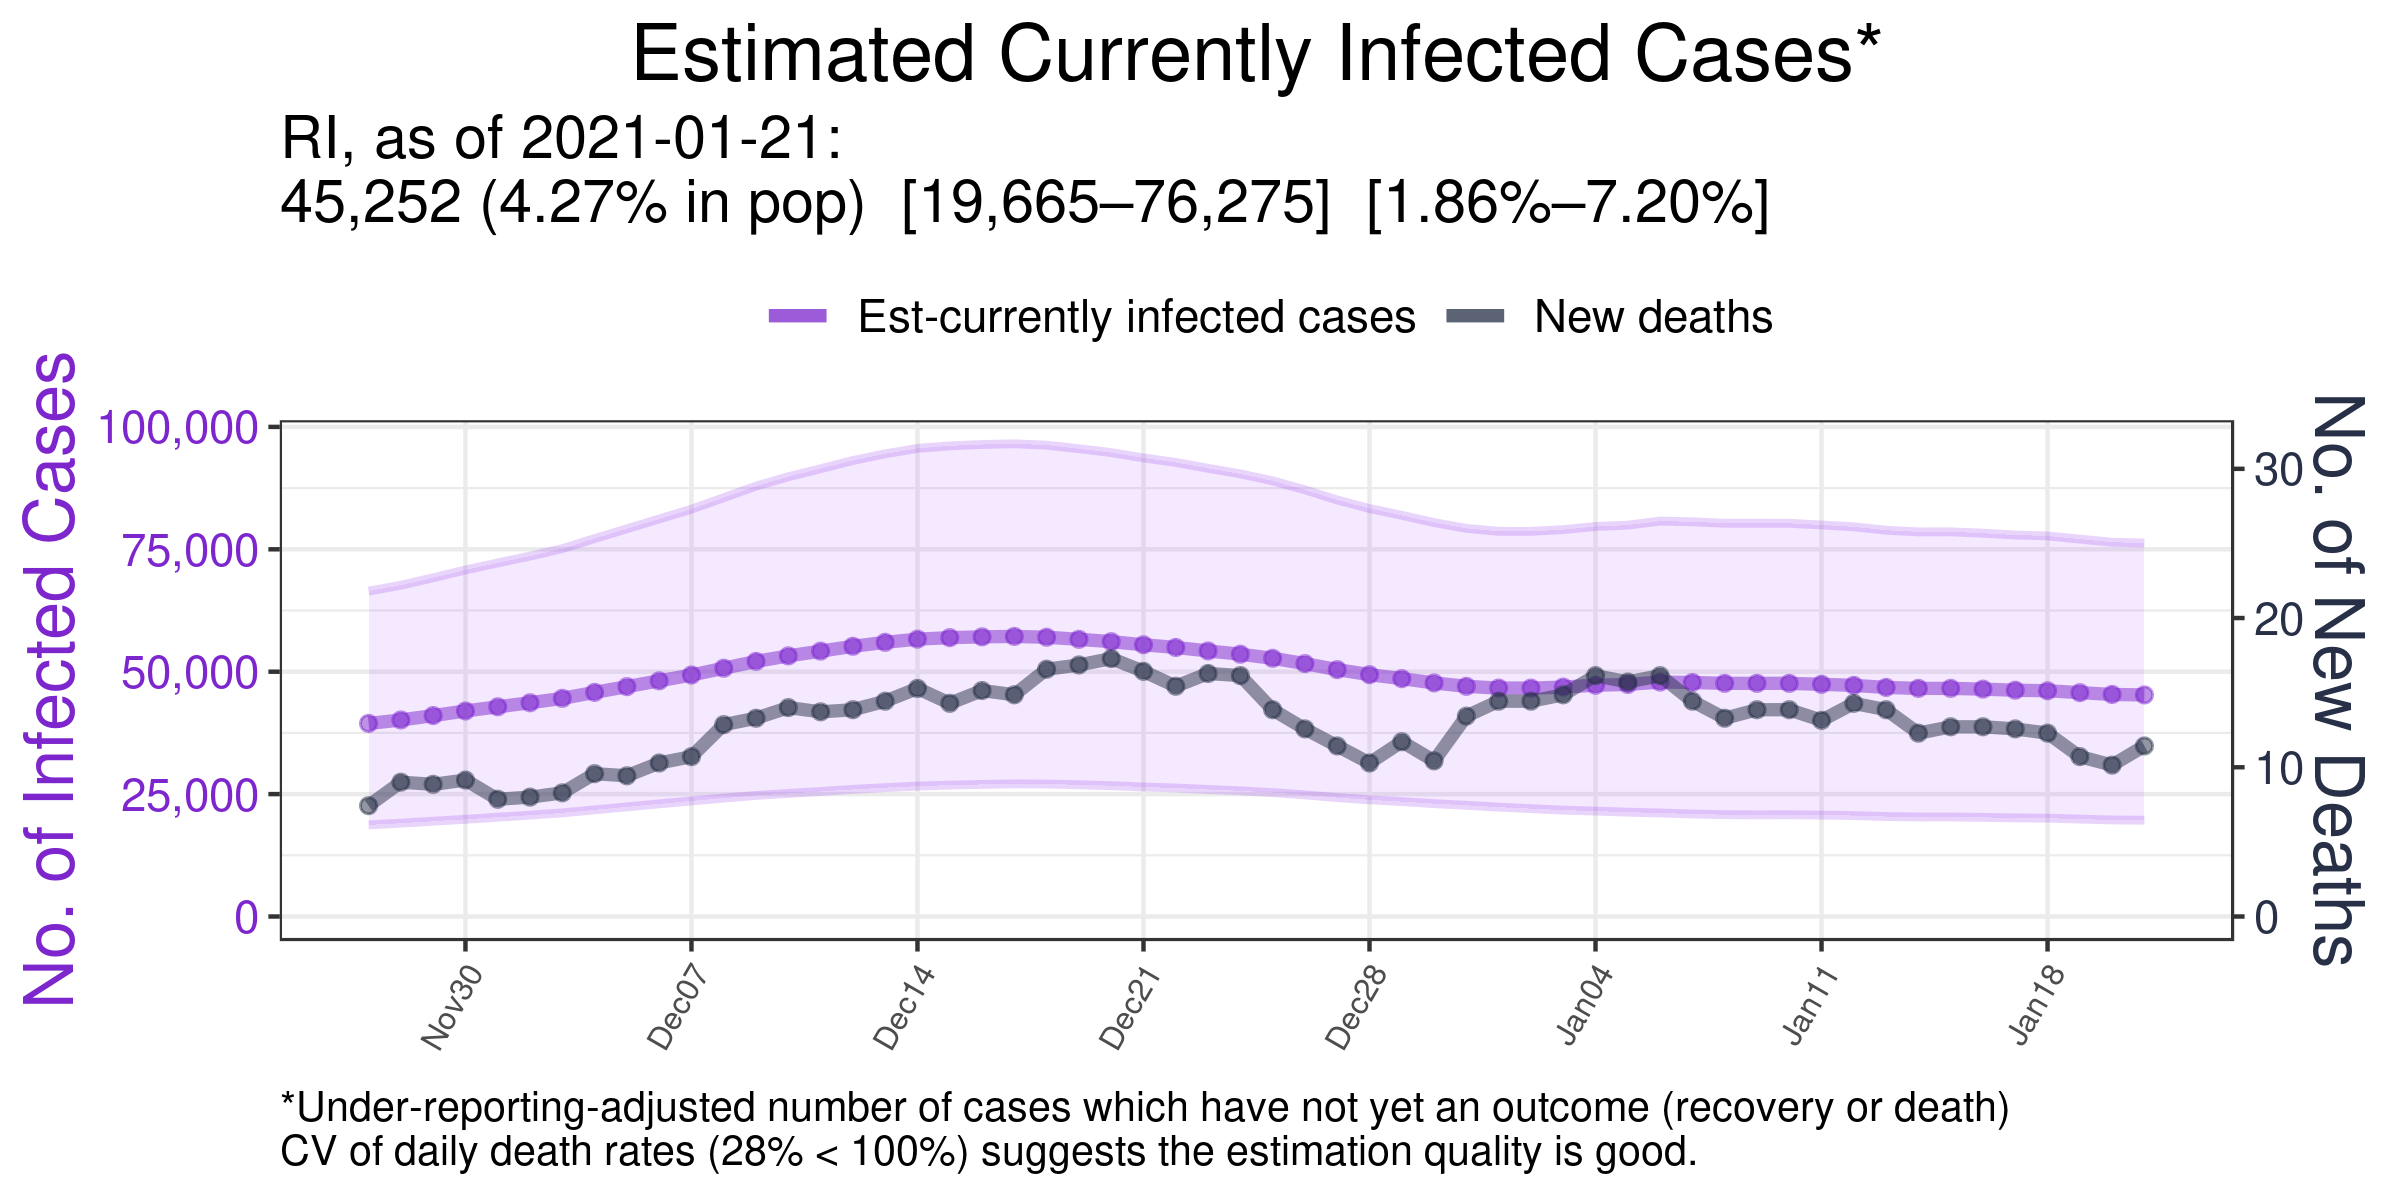 Estimated Currently Infected Cases*
RI, as of 2021-01-21:
45,252 (4.27% in pop)  [19,665–76,275]  [1.86%–7.20%]
Est-currently infected cases
New deaths
No. of Infected Cases
100,000
75,000
50,000
25,000
0
30
20
10
0
No. of New Deaths
Nov30
Dec07
Dec14
Dec21
Dec28
Jan04
Jan11
Jan18
*Under-reporting-adjusted number of cases which have not yet an outcome (recovery or death)
CV of daily death rates (28% < 100%) suggests the estimation quality is good.